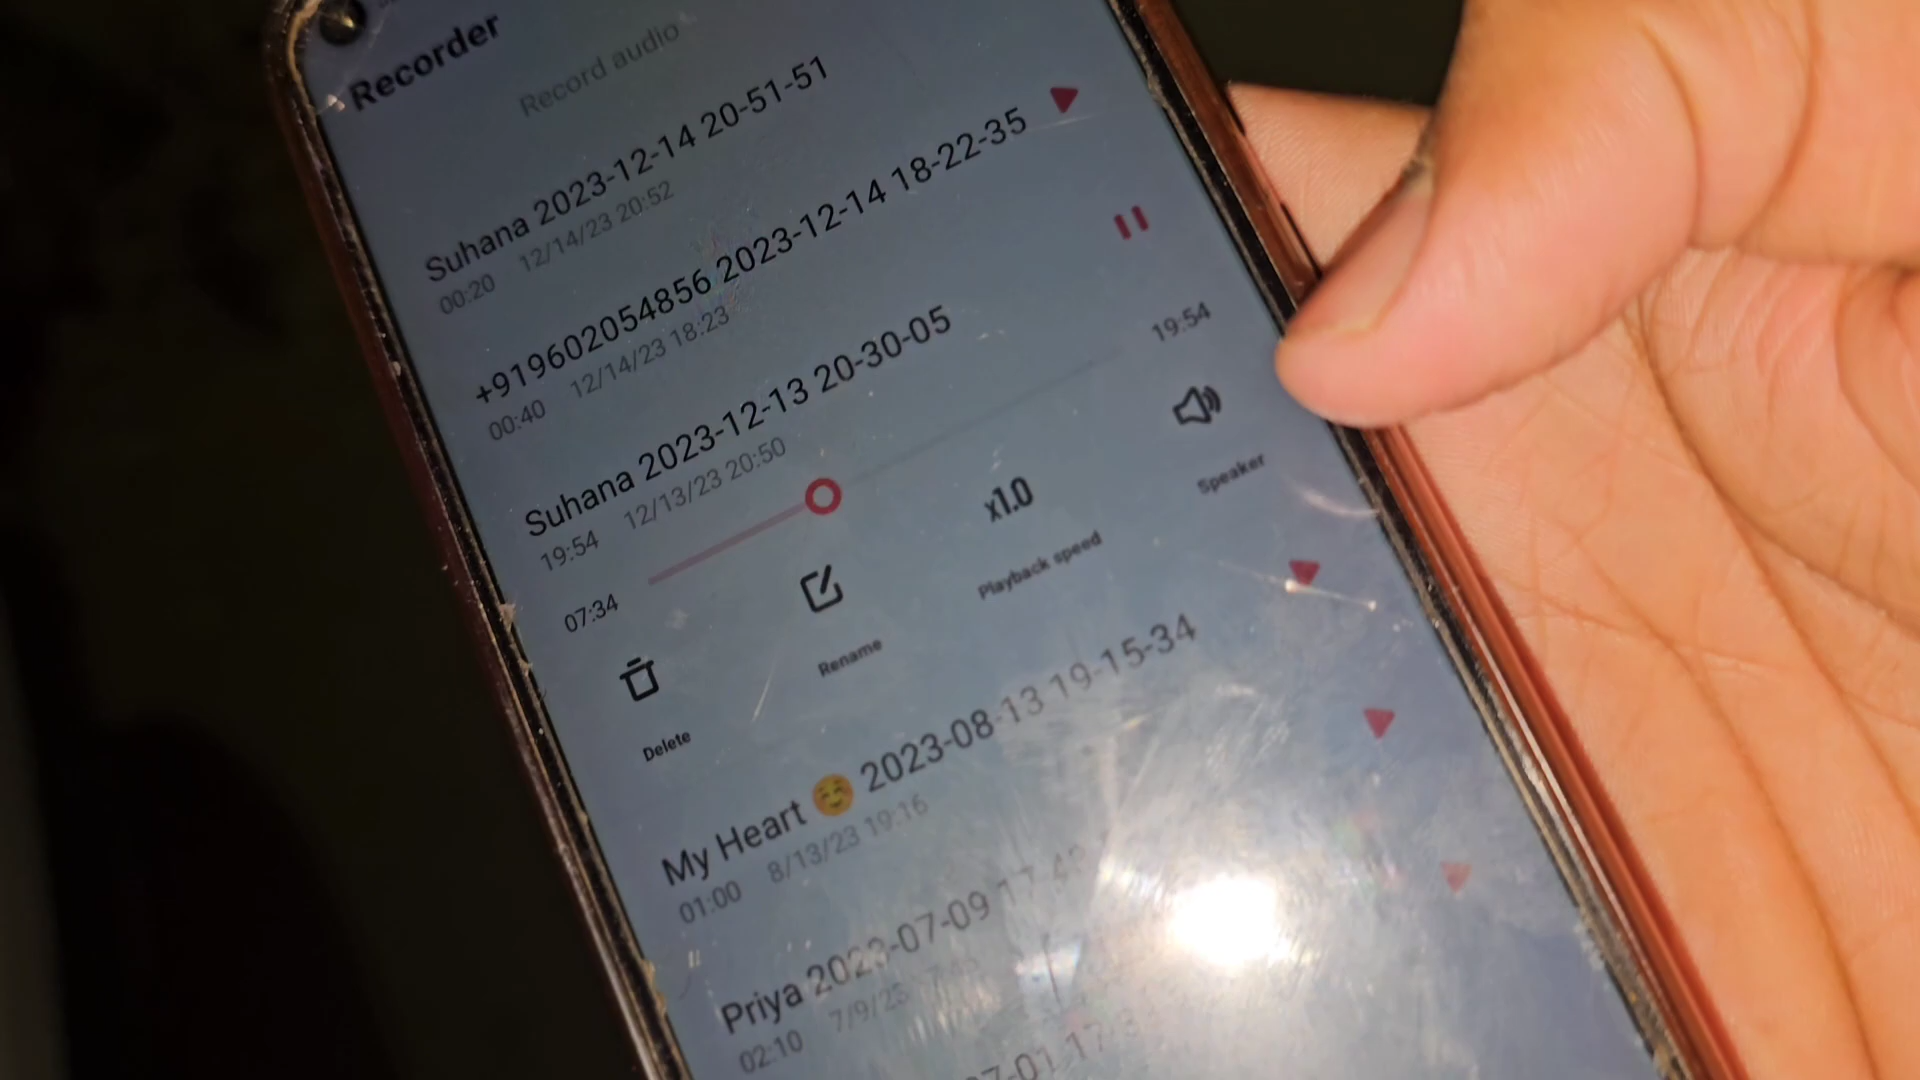 Recorder
Record audio
Suhana 2023-12-14 20-51-51
00:20 12/14/23 20:52
+919602054856 2023-12-14 18-22-35
00:40 12/14/23 18:23
Suhana 2023-12-13 20-30-05
19:54 12/13/23 20:50
07:34 19:54
Delete Rename Playback speed Speaker
x1.0
My Heart ☺️ 2023-08-13 19-15-34
01:00 8/13/23 19:16
Priya 2023-07-09
02:10 7/9/23